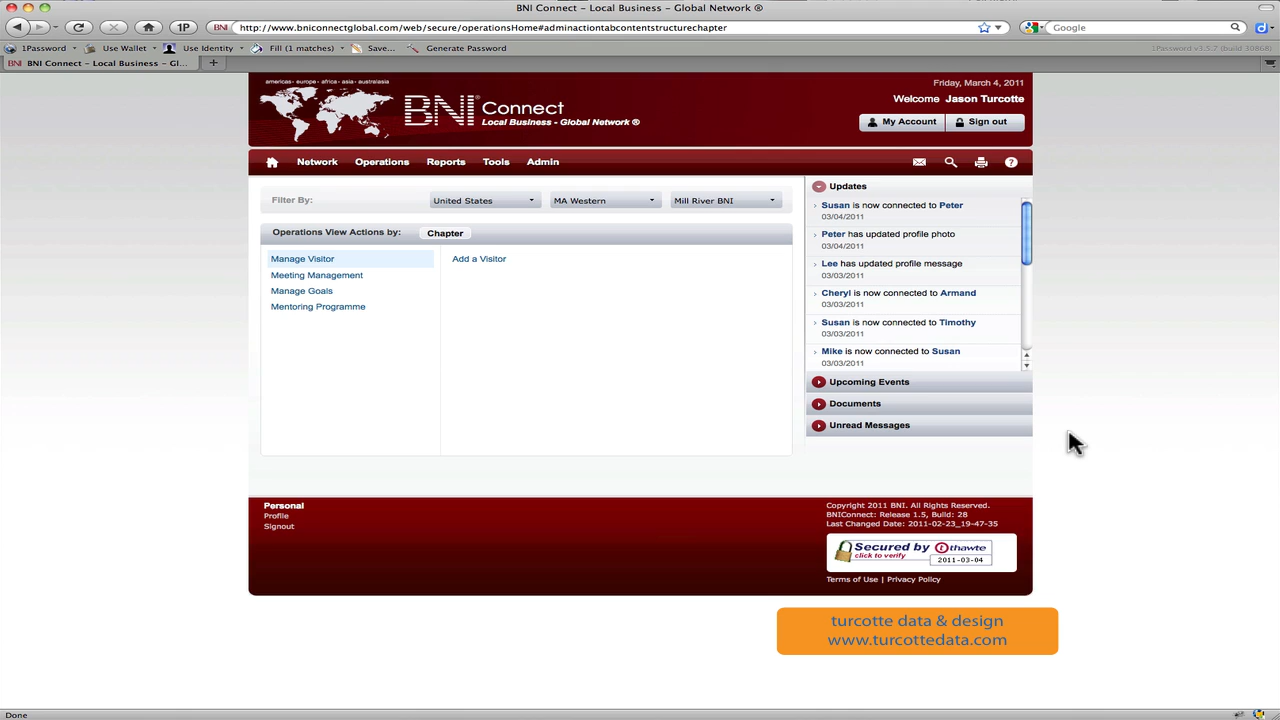 BNI Connect – Local Business – Global Network ®
http://www.bniconnectglobal.com/web/secure/operationsHome#adminactiontabcontentstructurechapter
Google
1Password
Use Wallet
Use Identity
Fill (1 matches)
Save...
Generate Password
1Password v3.5.7 (build 30868)
BNI Connect – Local Business – Gl...
americas - europe - africa - asia - australasia
Friday, March 4, 2011
BNI® Connect
Local Business - Global Network ®
Welcome Jason Turcotte
My Account
Sign out
Network
Operations
Reports
Tools
Admin
Filter By:
United States
MA Western
Mill River BNI
Operations View Actions by:
Chapter
Manage Visitor
Meeting Management
Manage Goals
Mentoring Programme
Add a Visitor
Updates
Susan is now connected to Peter
03/04/2011
Peter has updated profile photo
03/04/2011
Lee has updated profile message
03/03/2011
Cheryl is now connected to Armand
03/03/2011
Susan is now connected to Timothy
03/03/2011
Mike is now connected to Susan
03/03/2011
Upcoming Events
Documents
Unread Messages
Personal
Profile
Signout
Copyright 2011 BNI. All Rights Reserved.
BNIConnect: Release 1.5, Build: 28
Last Changed Date: 2011-02-23_19-47-35
Secured by thawte
click to verify
2011-03-04
Terms of Use | Privacy Policy
turcotte data & design
www.turcottedata.com
Done